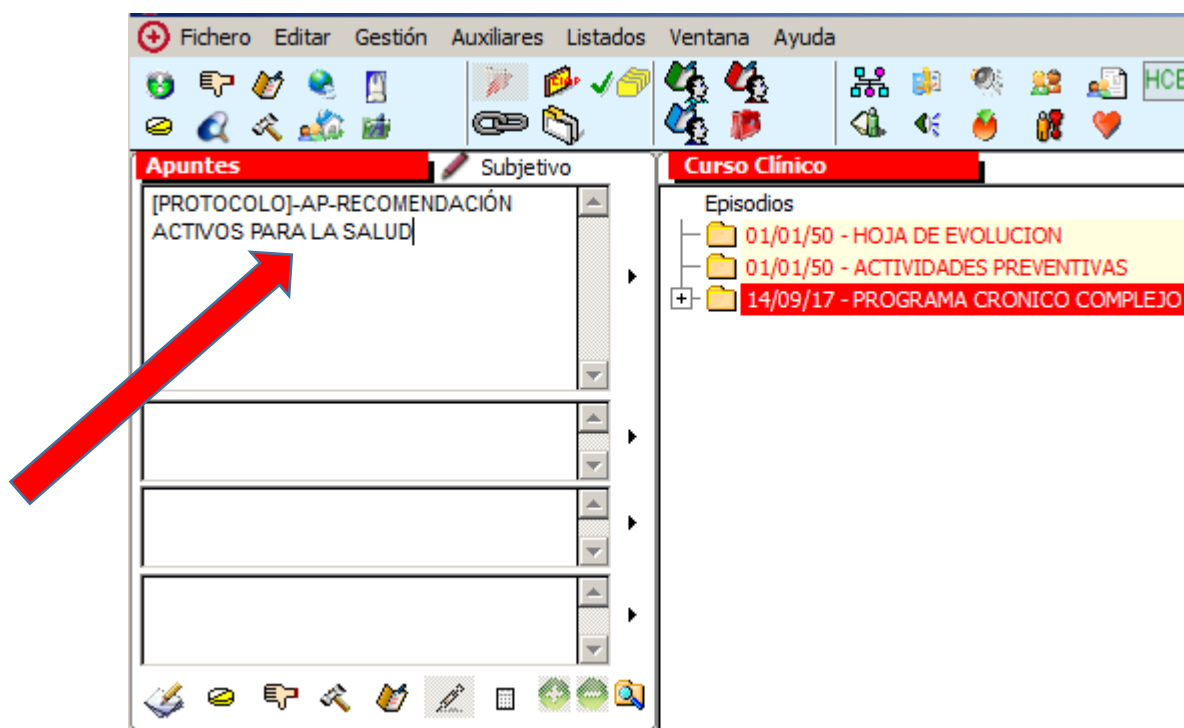 Fichero Editar Gestión Auxiliares Listados Ventana Ayuda
HCE
Apuntes
Subjetivo
[PROTOCOLO]-AP-RECOMENDACIÓN
ACTIVOS PARA LA SALUD
Curso Clínico
Episodios
01/01/50 - HOJA DE EVOLUCION
01/01/50 - ACTIVIDADES PREVENTIVAS
14/09/17 - PROGRAMA CRONICO COMPLEJO